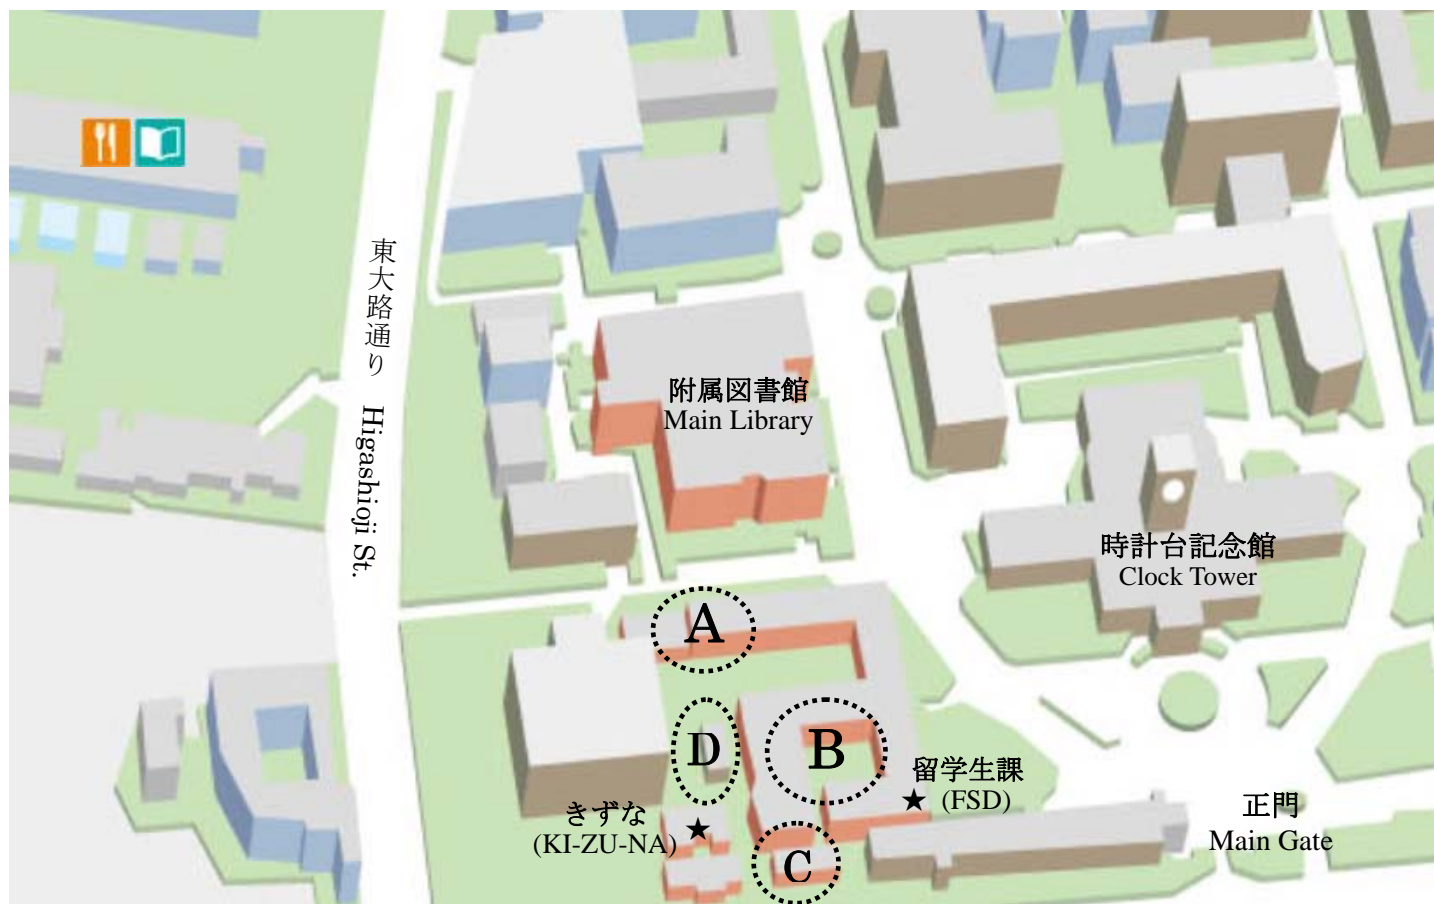 東大路通り Higashioji St.
附属図書館
Main Library
時計台記念館
Clock Tower
A
B
D
C
留学生課
(FSD)
きずな
(KI-ZU-NA)
正門
Main Gate